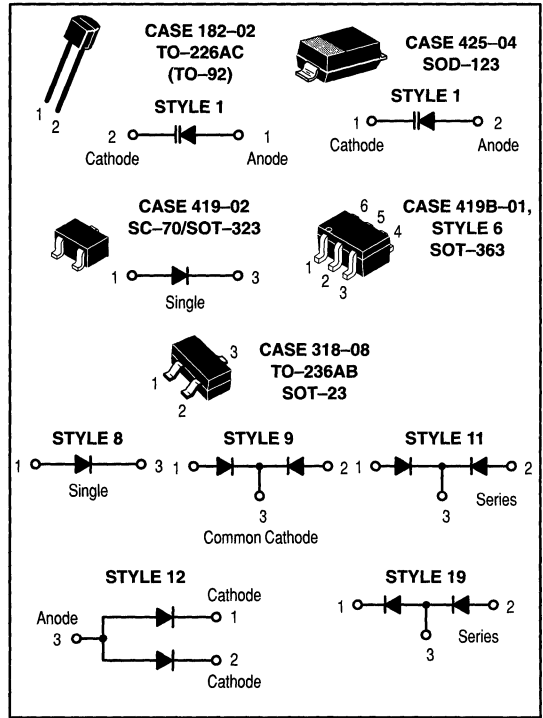 CASE 182–02
TO–226AC
(TO–92)
1
2
STYLE 1
2
1
Cathode
Anode
CASE 425–04
SOD–123
STYLE 1
1
2
Cathode
Anode
CASE 419–02
SC–70/SOT–323
1
3
Single
CASE 419B–01,
STYLE 6
SOT–363
6
5
4
1
2
3
CASE 318–08
TO–236AB
SOT–23
3
1
2
STYLE 8
1
3
Single
STYLE 9
1
2
3
Common Cathode
STYLE 11
1
2
3
Series
STYLE 12
Cathode
Anode
1
3
2
Cathode
STYLE 19
1
2
3
Series